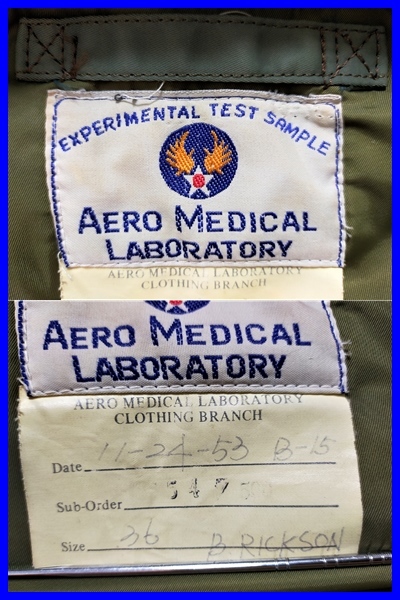 EXPERIMENTAL TEST SAMPLE
AERO MEDICAL
LABORATORY
AERO MEDICAL LABORATORY
CLOTHING BRANCH
AERO MEDICAL
LABORATORY
AERO MEDICAL LABORATORY
CLOTHING BRANCH
Date 11-24-53 B-15
Sub-Order 547
Size 36 B RICKSON